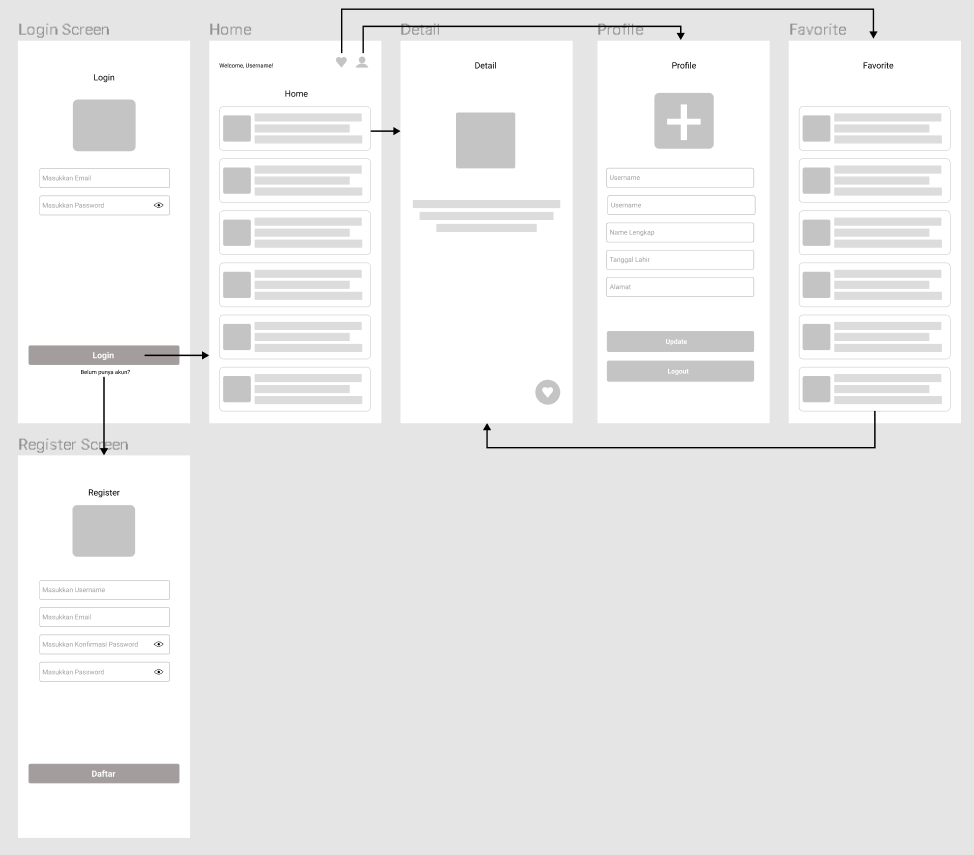 Login Screen
Login
Masukkan Email
Masukkan Password
Login
Belum punya akun?
Home
Welcome, Username!
Home
Detail
Detail
Profile
Profile
Username
Username
Name Lengkap
Tanggal Lahir
Alamat
Update
Logout
Favorite
Favorite
Register Screen
Register
Masukkan Username
Masukkan Email
Masukkan Konfirmasi Password
Masukkan Password
Daftar